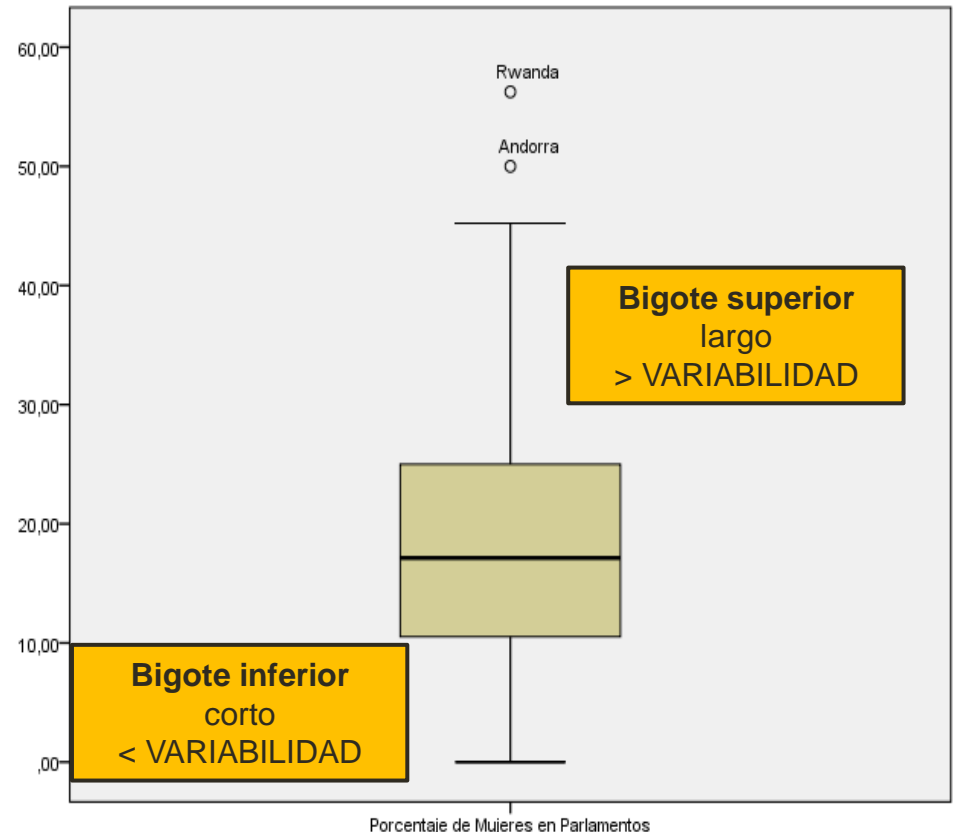 60,00
Rwanda
Andorra
50,00
40,00
Bigote superior
largo
> VARIABILIDAD
30,00
20,00
10,00
Bigote inferior
corto
< VARIABILIDAD
,00
Porcentaje de Mujeres en Parlamentos